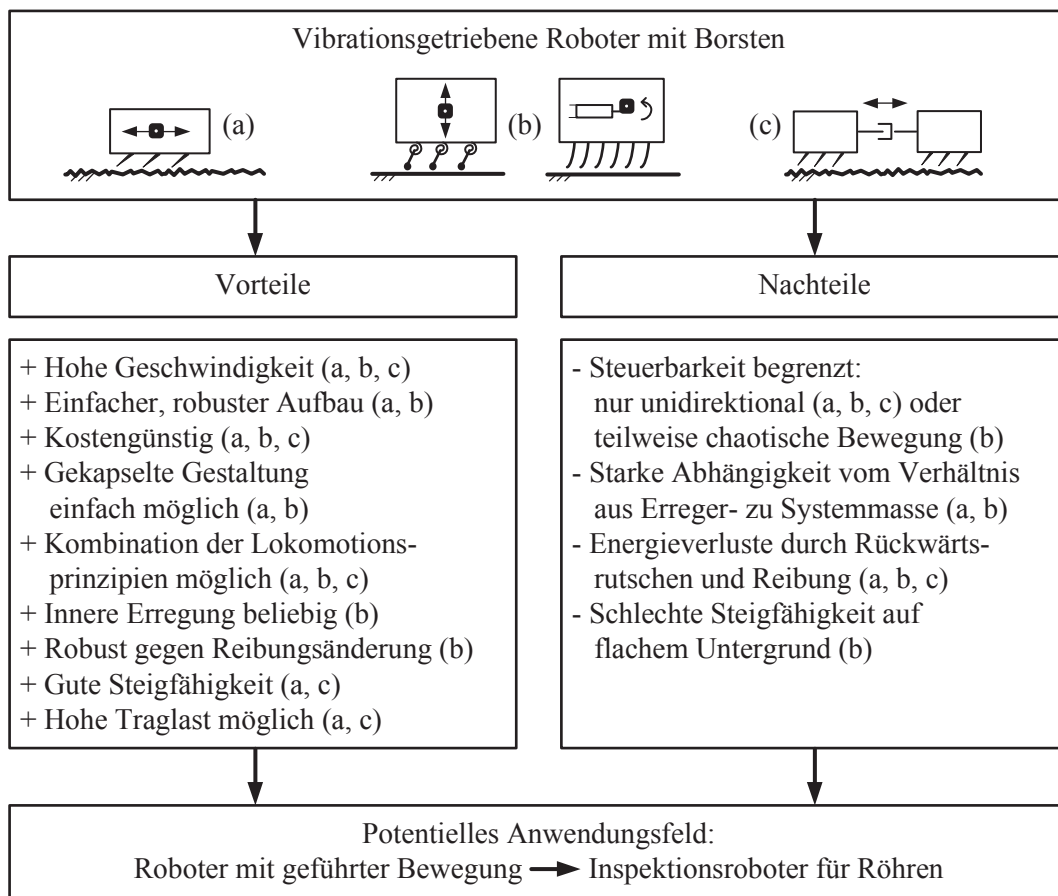 Vibrationsgetriebene Roboter mit Borsten
(a)
(b)
(c)
Vorteile
Nachteile
+ Hohe Geschwindigkeit (a, b, c)
+ Einfacher, robuster Aufbau (a, b)
+ Kostengünstig (a, b, c)
+ Gekapselte Gestaltung
einfach möglich (a, b)
+ Kombination der Lokomotions-
prinzipien möglich (a, b, c)
+ Innere Erregung beliebig (b)
+ Robust gegen Reibungsänderung (b)
+ Gute Steigfähigkeit (a, c)
+ Hohe Traglast möglich (a, c)
- Steuerbarkeit begrenzt:
nur unidirektional (a, b, c) oder
teilweise chaotische Bewegung (b)
- Starke Abhängigkeit vom Verhältnis
aus Erreger- zu Systemmasse (a, b)
- Energieverluste durch Rückwärts-
rutschen und Reibung (a, b, c)
- Schlechte Steigfähigkeit auf
flachem Untergrund (b)
Potentielles Anwendungsfeld:
Roboter mit geführter Bewegung → Inspektionsroboter für Röhren